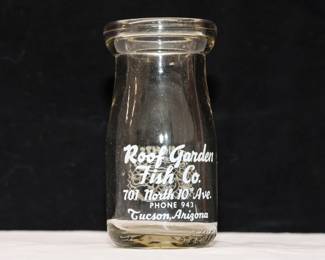 Roof Garden
Fish Co.
701 North 10th Ave.
PHONE 943
Tucson, Arizona